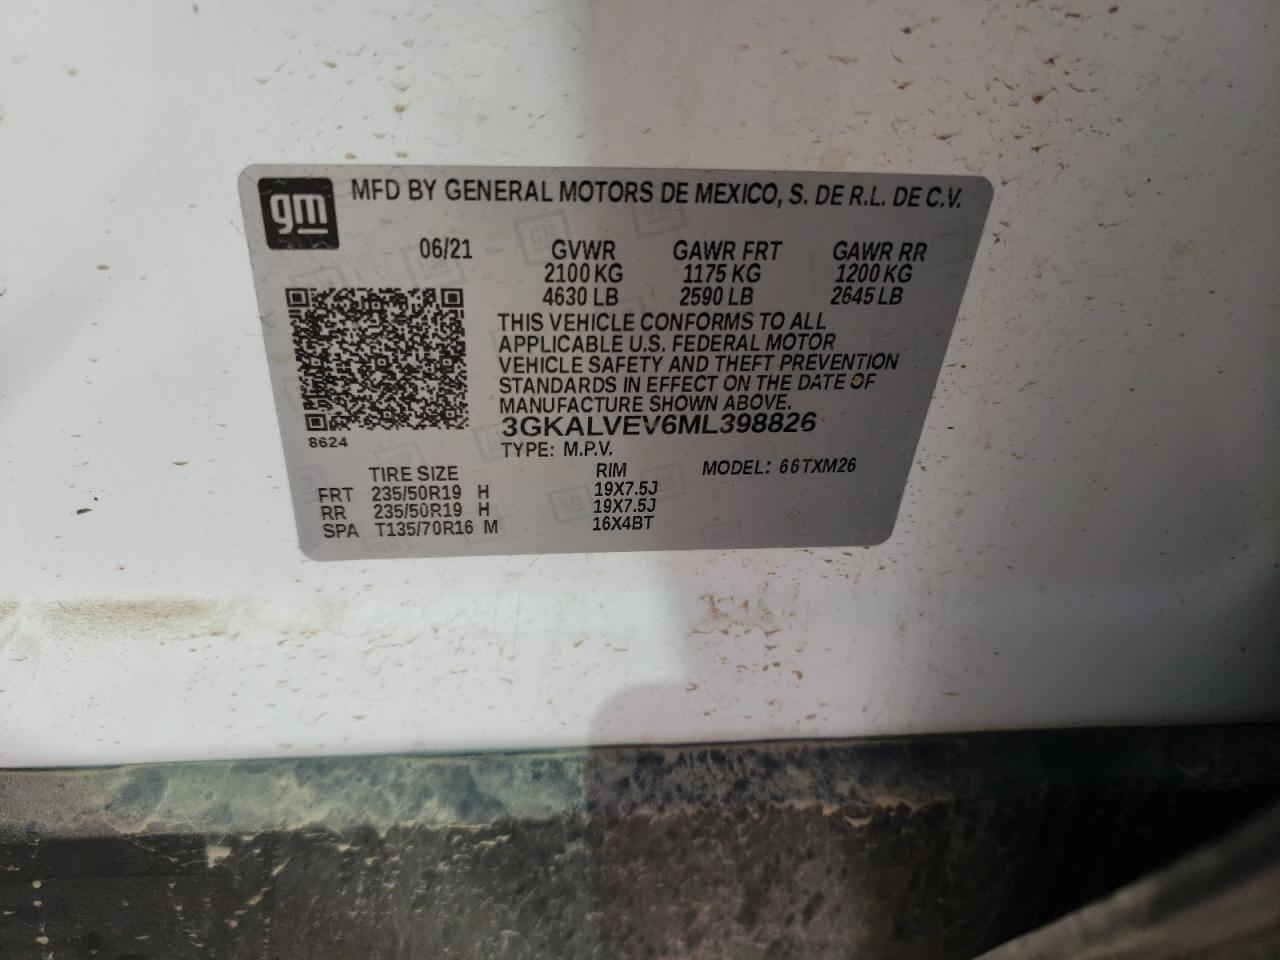 gm
MFD BY GENERAL MOTORS DE MEXICO, S. DE R.L. DE C.V.
06/21 GVWR GAWR FRT GAWR RR
2100 KG 1175 KG 1200 KG
4630 LB 2590 LB 2645 LB
THIS VEHICLE CONFORMS TO ALL
APPLICABLE U.S. FEDERAL MOTOR
VEHICLE SAFETY AND THEFT PREVENTION
STANDARDS IN EFFECT ON THE DATE OF
MANUFACTURE SHOWN ABOVE.
3GKALVEV6ML398826
8624
TYPE: M.P.V.
TIRE SIZE RIM MODEL: 66TXM26
FRT 235/50R19 H 19X7.5J
RR 235/50R19 H 19X7.5J
SPA T135/70R16 M 16X4BT